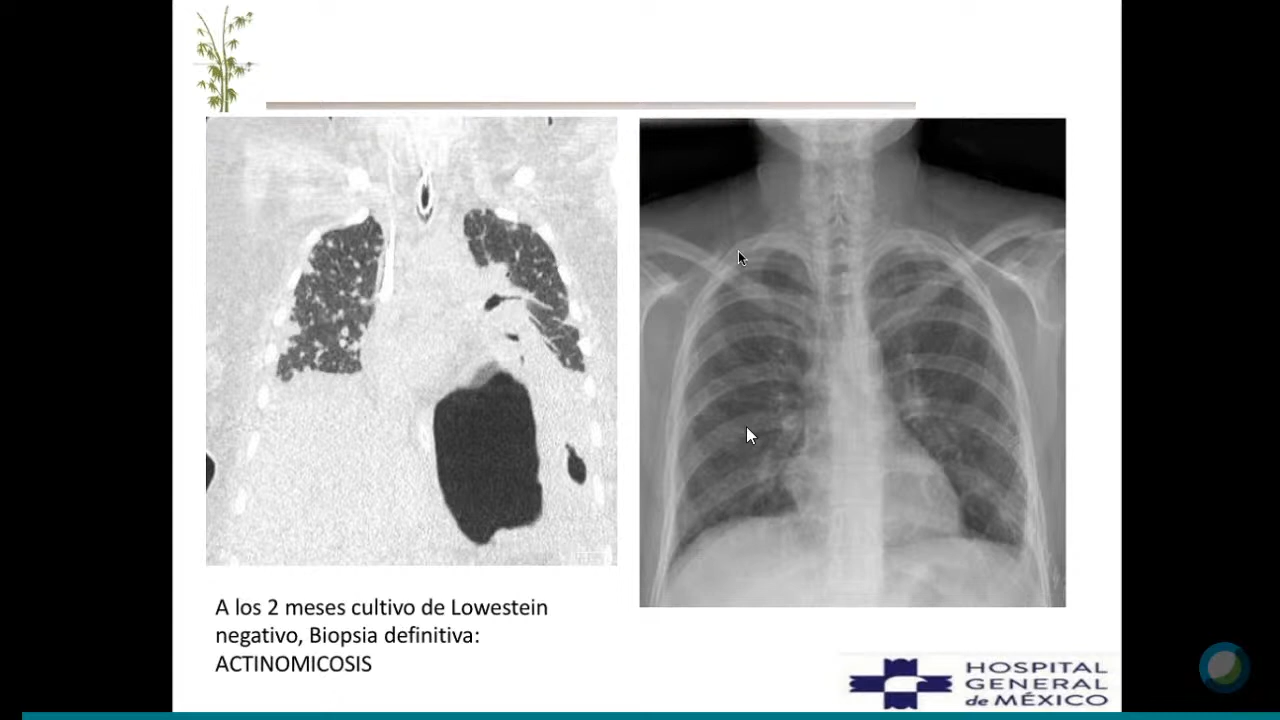 A los 2 meses cultivo de Lowestein
negativo, Biopsia definitiva:
ACTINOMICOSIS
HOSPITAL
GENERAL
de MÉXICO